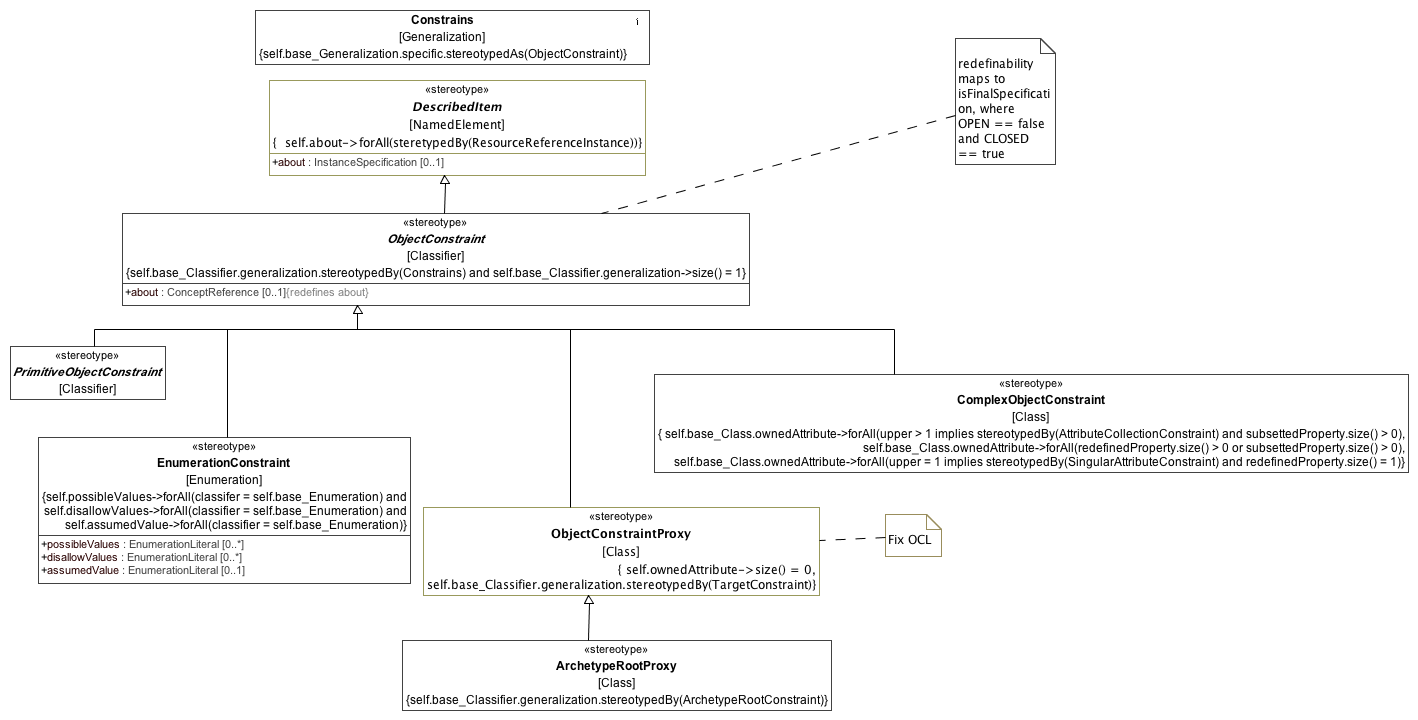 Constrains
i
[Generalization]
{self.base_Generalization.specific.stereotypedAs(ObjectConstraint)}
«stereotype»
DescribedItem
[NamedElement]
{  self.about->forAll(steretypedBy(ResourceReferenceInstance))}
+about : InstanceSpecification [0..1]
redefinability
maps to
isFinalSpecificati
on, where
OPEN == false
and CLOSED
== true
«stereotype»
ObjectConstraint
[Classifier]
{self.base_Classifier.generalization.stereotypedBy(Constrains) and self.base_Classifier.generalization->size() = 1}
+about : ConceptReference [0..1]{redefines about}
«stereotype»
PrimitiveObjectConstraint
[Classifier]
«stereotype»
ComplexObjectConstraint
[Class]
{ self.base_Class.ownedAttribute->forAll(upper > 1 implies stereotypedBy(AttributeCollectionConstraint) and subsettedProperty.size() > 0),
self.base_Class.ownedAttribute->forAll(redefinedProperty.size() > 0 or subsettedProperty.size() > 0),
self.base_Class.ownedAttribute->forAll(upper = 1 implies stereotypedBy(SingularAttributeConstraint) and redefinedProperty.size() = 1)}
«stereotype»
EnumerationConstraint
[Enumeration]
{self.possibleValues->forAll(classifer = self.base_Enumeration) and
self.disallowValues->forAll(classifer = self.base_Enumeration) and
self.assumedValue->forAll(classifier = self.base_Enumeration)}
+possibleValues : EnumerationLiteral [0..*]
+disallowValues : EnumerationLiteral [0..*]
+assumedValue : EnumerationLiteral [0..1]
«stereotype»
ObjectConstraintProxy
[Class]
{ self.ownedAttribute->size() = 0,
self.base_Classifier.generalization.stereotypedBy(TargetConstraint)}
Fix OCL
«stereotype»
ArchetypeRootProxy
[Class]
{self.base_Classifier.generalization.stereotypedBy(ArchetypeRootConstraint)}